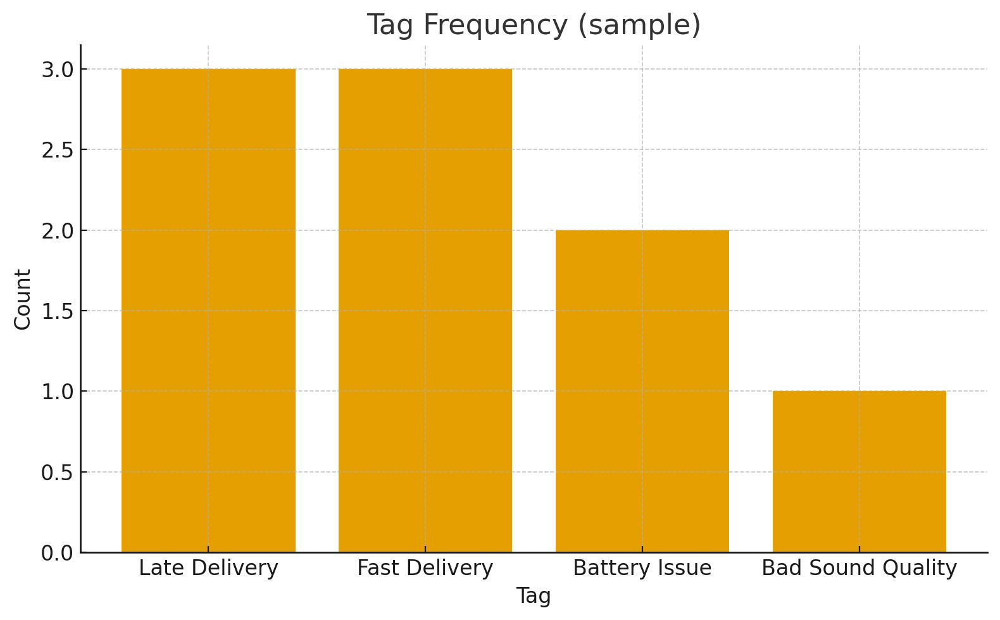 Tag Frequency (sample)
3.0
2.5
2.0
1.5
1.0
0.5
0.0
Count
Late Delivery Fast Delivery Battery Issue Bad Sound Quality
Tag